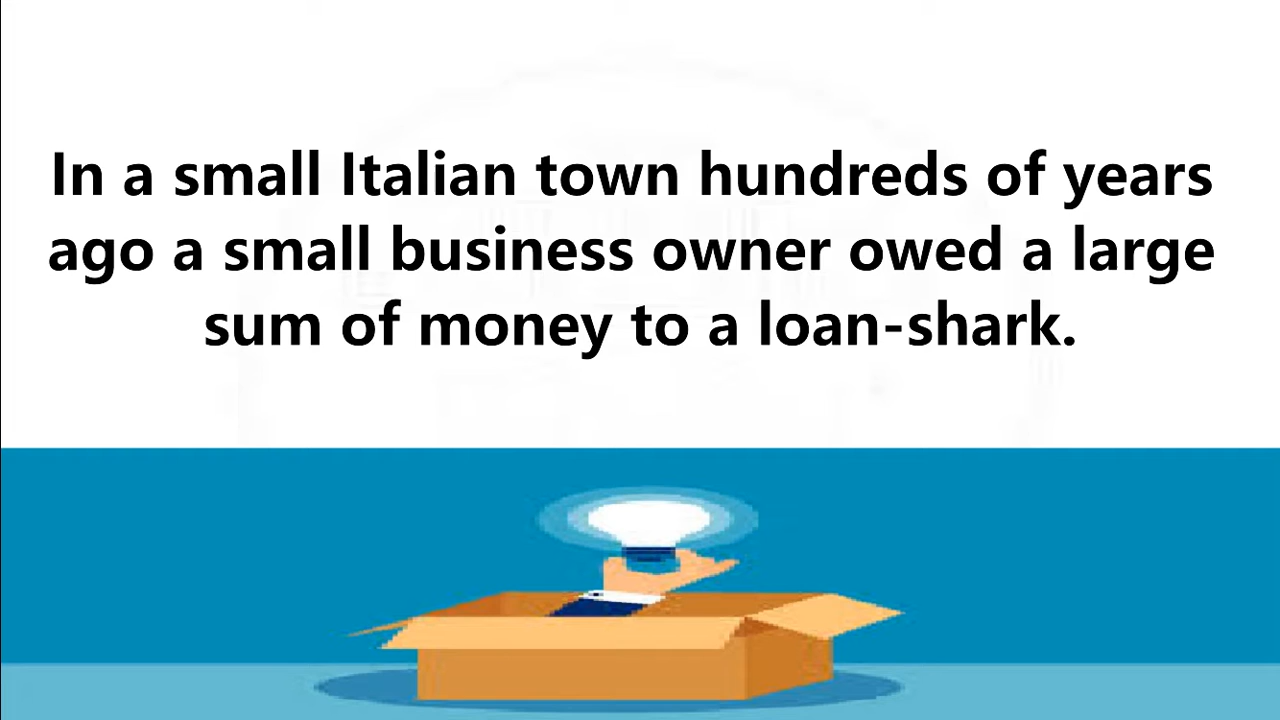 In a small Italian town hundreds of years
ago a small business owner owed a large
sum of money to a loan-shark.